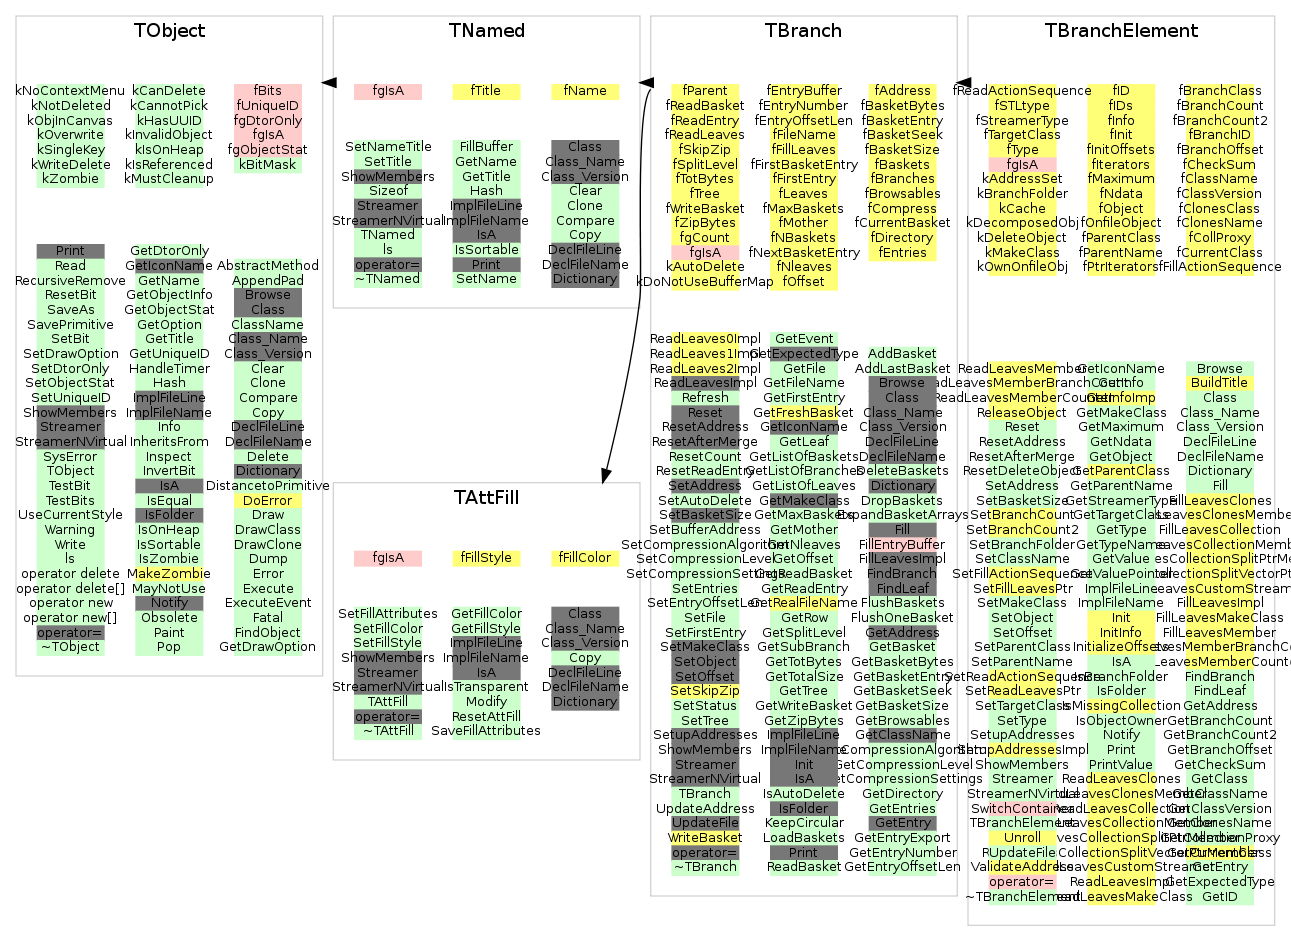 TObject
kNoContextMenu
kNotDeleted
kObjInCanvas
kOverwrite
kSingleKey
kWriteDelete
kZombie
kCanDelete
kCannotPick
kHasUUID
kInvalidObject
kIsOnHeap
kIsReferenced
kMustCleanup
fBits
fUniqueID
fgDtorOnly
fgIsA
fgObjectStat
kBitMask
Print
Read
RecursiveRemove
ResetBit
SaveAs
SavePrimitive
SetBit
SetDrawOption
SetDtorOnly
SetObjectStat
SetUniqueID
ShowMembers
Streamer
StreamerNVirtual
SysError
TObject
TestBit
TestBits
UseCurrentStyle
Warning
Write
ls
operator delete
operator delete[]
operator new
operator new[]
operator=
~TObject
GetDtorOnly
GetIconName
GetName
GetObjectInfo
GetObjectStat
GetOption
GetTitle
GetUniqueID
HandleTimer
Hash
ImplFileLine
ImplFileName
Info
InheritsFrom
Inspect
InvertBit
IsA
IsEqual
IsFolder
IsOnHeap
IsSortable
IsZombie
MakeZombie
MayNotUse
Notify
Obsolete
Paint
Pop
AbstractMethod
AppendPad
Browse
Class
ClassName
Class_Name
Class_Version
Clear
Clone
Compare
Copy
DeclFileLine
DeclFileName
Delete
Dictionary
DistancetoPrimitive
DoError
Draw
DrawClass
DrawClone
Dump
Error
Execute
ExecuteEvent
Fatal
FindObject
GetDrawOption
TNamed
fgIsA
fTitle
fName
SetNameTitle
SetTitle
ShowMembers
Sizeof
Streamer
StreamerNVirtual
TNamed
ls
operator=
~TNamed
FillBuffer
GetName
GetTitle
Hash
ImplFileLine
ImplFileName
IsA
IsSortable
Print
SetName
Class
Class_Name
Class_Version
Clear
Clone
Compare
Copy
DeclFileLine
DeclFileName
Dictionary
TAttFill
fgIsA
fFillStyle
fFillColor
SetFillAttributes
SetFillColor
SetFillStyle
ShowMembers
Streamer
StreamerNVirtual
TAttFill
operator=
~TAttFill
GetFillColor
GetFillStyle
ImplFileLine
ImplFileName
IsA
IsTransparent
Modify
ResetAttFill
SaveFillAttributes
Class
Class_Name
Class_Version
Copy
DeclFileLine
DeclFileName
Dictionary
TBranch
fParent
fReadBasket
fReadEntry
fReadLeaves
fSkipZip
fSplitLevel
fTotBytes
fTree
fWriteBasket
fZipBytes
fgCount
fgIsA
kAutoDelete
kDoNotUseBufferMap
fEntryBuffer
fEntryNumber
fEntryOffsetLen
fFileName
fFillLeaves
fFirstBasketEntry
fFirstEntry
fLeaves
fMaxBaskets
fMother
fNBaskets
fNextBasketEntry
fNleaves
fOffset
fAddress
fBasketBytes
fBasketEntry
fBasketSeek
fBasketSize
fBaskets
fBranches
fBrowsables
fCompress
fCurrentBasket
fDirectory
fEntries
ReadLeaves0Impl
ReadLeaves1Impl
ReadLeaves2Impl
ReadLeavesImpl
Refresh
Reset
ResetAddress
ResetAfterMerge
ResetCount
ResetReadEntry
SetAddress
SetAutoDelete
SetBasketSize
SetBufferAddress
SetCompressionAlgorithm
SetCompressionLevel
SetCompressionSettings
SetEntries
SetEntryOffsetLen
SetFile
SetFirstEntry
SetMakeClass
SetObject
SetOffset
SetSkipZip
SetStatus
SetTree
SetupAddresses
ShowMembers
Streamer
StreamerNVirtual
TBranch
UpdateAddress
UpdateFile
WriteBasket
operator=
~TBranch
GetEvent
GetExpectedType
GetFile
GetFileName
GetFirstEntry
GetFreshBasket
GetIconName
GetLeaf
GetListOfBaskets
GetListOfBranches
GetListOfLeaves
GetMakeClass
GetMaxBaskets
GetMother
GetNleaves
GetOffset
GetReadBasket
GetReadEntry
GetRealFileName
GetRow
GetSplitLevel
GetSubBranch
GetTotBytes
GetTotalSize
GetTree
GetWriteBasket
GetZipBytes
ImplFileLine
ImplFileName
Init
IsA
IsAutoDelete
IsFolder
KeepCircular
LoadBaskets
Print
ReadBasket
AddBasket
AddLastBasket
Browse
Class
Class_Name
Class_Version
DeclFileLine
DeclFileName
DeleteBaskets
Dictionary
DropBaskets
ExpandBasketArrays
Fill
FillEntryBuffer
FillLeavesImpl
FindBranch
FindLeaf
FlushBaskets
FlushOneBasket
GetAddress
GetBasket
GetBasketBytes
GetBasketEntry
GetBasketSeek
GetBasketSize
GetBrowsables
GetClassName
CompressionAlgorithm
GetCompressionLevel
etCompressionSettings
GetDirectory
GetEntries
GetEntry
GetEntryExport
GetEntryNumber
GetEntryOffsetLen
TBranchElement
fReadActionSequence
fSTLtype
fStreamerType
fTargetClass
fType
fgIsA
kAddressSet
kBranchFolder
kCache
kDecomposedObj
kDeleteObject
kMakeClass
kOwnOnfileObj
fID
fIDs
fInfo
fInit
fInitOffsets
fIterators
fMaximum
fNdata
fObject
fOnfileObject
fParentClass
fParentName
fPtrIterators
fBranchClass
fBranchCount
fBranchCount2
fBranchID
fBranchOffset
fCheckSum
fClassName
fClassVersion
fClonesClass
fClonesName
fCollProxy
fCurrentClass
fFillActionSequence
ReadLeavesMember
eadLeavesMemberBranchCount
ReadLeavesMemberCounter
ReleaseObject
Reset
ResetAddress
ResetAfterMerge
ResetDeleteObject
SetAddress
SetBasketSize
SetBranchCount
SetBranchCount2
SetBranchFolder
SetClassName
SetFillActionSequence
SetFillLeavesPtr
SetMakeClass
SetObject
SetOffset
SetParentClass
SetParentName
SetReadActionSequence
SetReadLeavesPtr
SetTargetClass
SetType
SetupAddresses
SetupAddressesImpl
ShowMembers
Streamer
StreamerNVirtual
SwitchContainer
TBranchElement
Unroll
RUpdateFile
ValidateAddress
operator=
~TBranchElement
GetIconName
GetInfo
GetInfoImp
GetMakeClass
GetMaximum
GetNdata
GetObject
GetParentClass
GetParentName
GetStreamerType
GetTargetClass
GetType
GetTypeName
GetValue
GetValuePointer
ImplFileLine
ImplFileName
Init
InitInfo
InitializeOffsets
IsA
IsBranchFolder
IsFolder
IsMissingCollection
IsObjectOwner
Notify
Print
PrintValue
ReadLeavesClones
LeavesClonesMember
eadLeavesCollection
LeavesCollectionMember
vesCollectionSplitPtrMember
CollectionSplitVectorPtrMember
LeavesCustomStreamer
ReadLeavesImpl
eadLeavesMakeClass
Browse
BuildTitle
Class
Class_Name
Class_Version
DeclFileLine
DeclFileName
Dictionary
Fill
FillLeavesClones
LeavesClonesMember
FillLeavesCollection
eavesCollectionMemb
esCollectionSplitPtrMe
ollectionSplitVectorPt
eavesCustomStream
FillLeavesImpl
FillLeavesMakeClass
FillLeavesMember
vesMemberBranchCo
LeavesMemberCounte
FindBranch
FindLeaf
GetAddress
GetBranchCount
GetBranchCount2
GetBranchOffset
GetCheckSum
GetClass
GetClassName
GetClassVersion
GetClonesName
GetCollectionProxy
GetCurrentClass
GetEntry
GetExpectedType
GetID